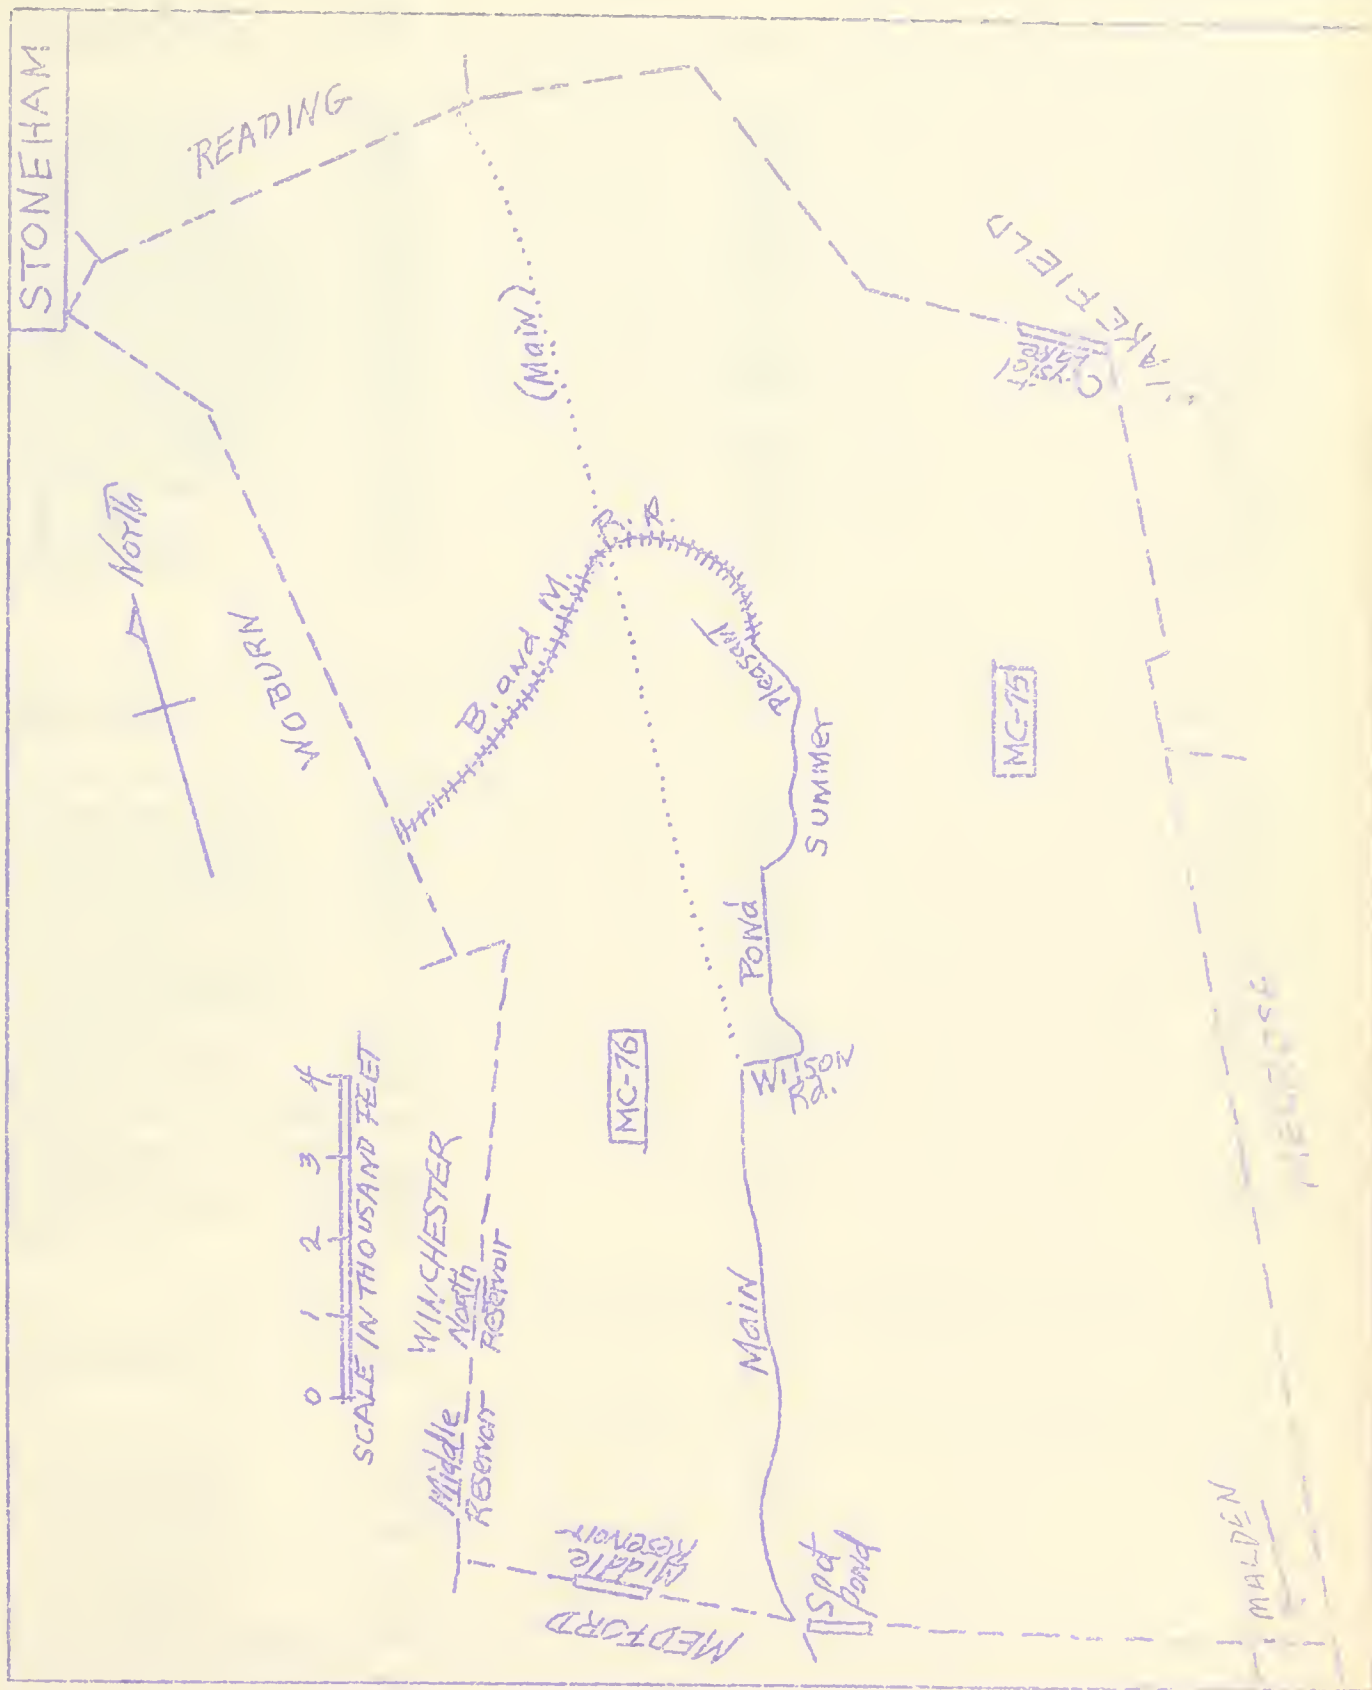 STONEHAM
READING
WAKEFIELD
Crystal
Lake
(Main)
North
WOBURN
B. and M. R. R.
Pleasant
SUMMER
MC-75
Pond
Wilson
Rd.
MC-76
0 1 2 3 4
SCALE IN THOUSAND FEET
WINCHESTER
North
Reservoir
Middle
Reservoir
Main
Middle
Reservoir
MEDFORD
Spot
Pond
MELROSE
MALDEN